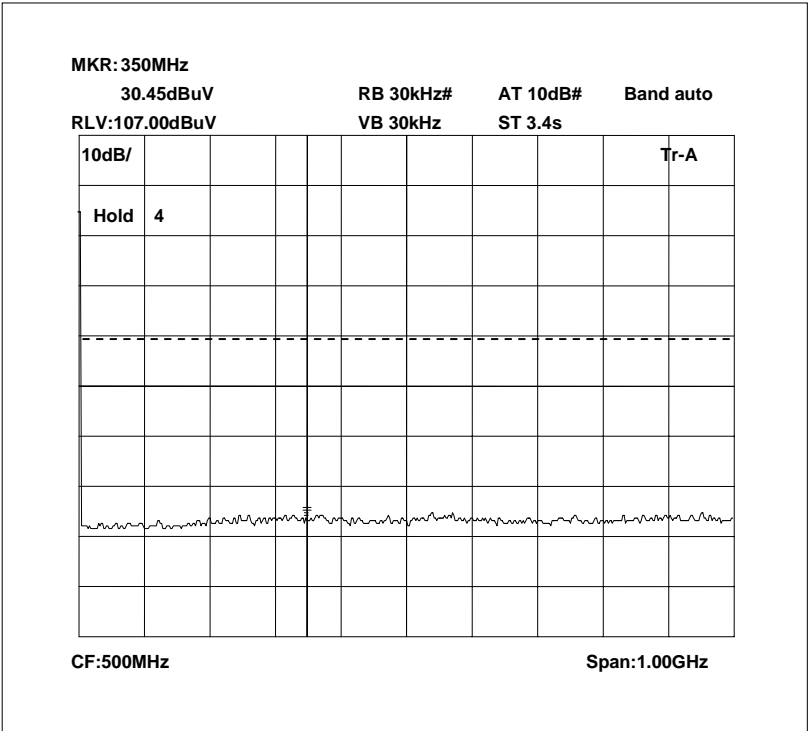 MKR: 350MHz
30.45dBuV RB 30kHz# AT 10dB# Band auto
RLV:107.00dBuV VB 30kHz ST 3.4s
10dB/ Tr-A
Hold 4
CF:500MHz Span:1.00GHz